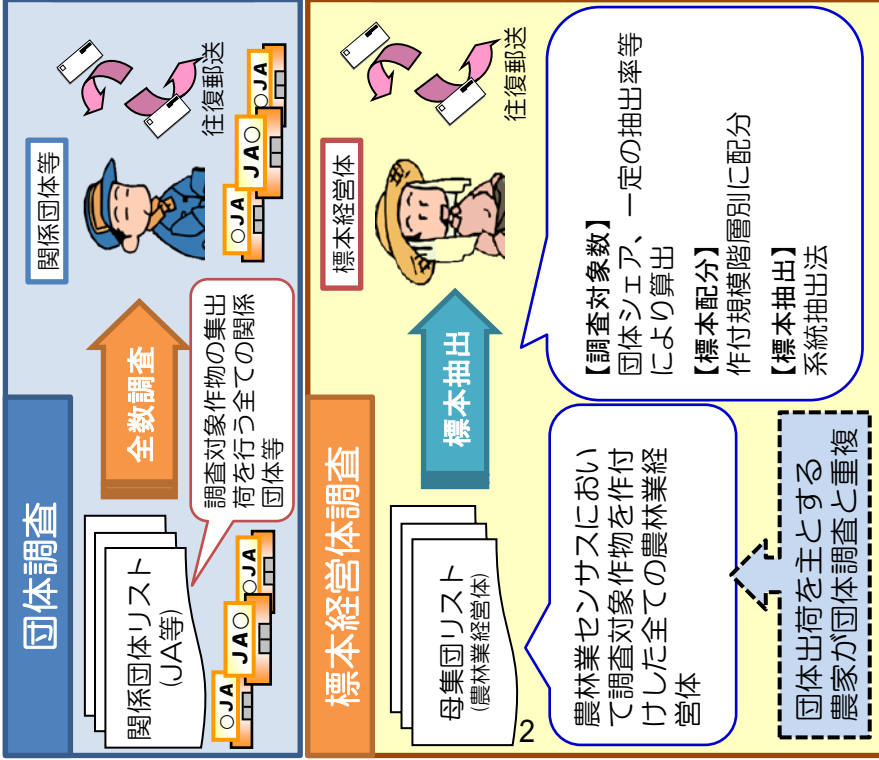 団体調査
関係団体リスト
(JA等)
○JA
JA○
○JA
全数調査
調査対象作物の集出
荷を行う全ての関係
団体等
関係団体等
往復郵送
○JA
JA○
○JA
標本経営体調査
母集団リスト
(農林業経営体)
標本抽出
標本経営体
往復郵送
農林業センサスにおい
て調査対象作物を作付
けした全ての農林業経
営体
【調査対象数】
団体シェア、一定の抽出率等
により算出
【標本配分】
作付規模階層別に配分
【標本抽出】
系統抽出法
団体出荷を主とする
農家が団体調査と重複
2